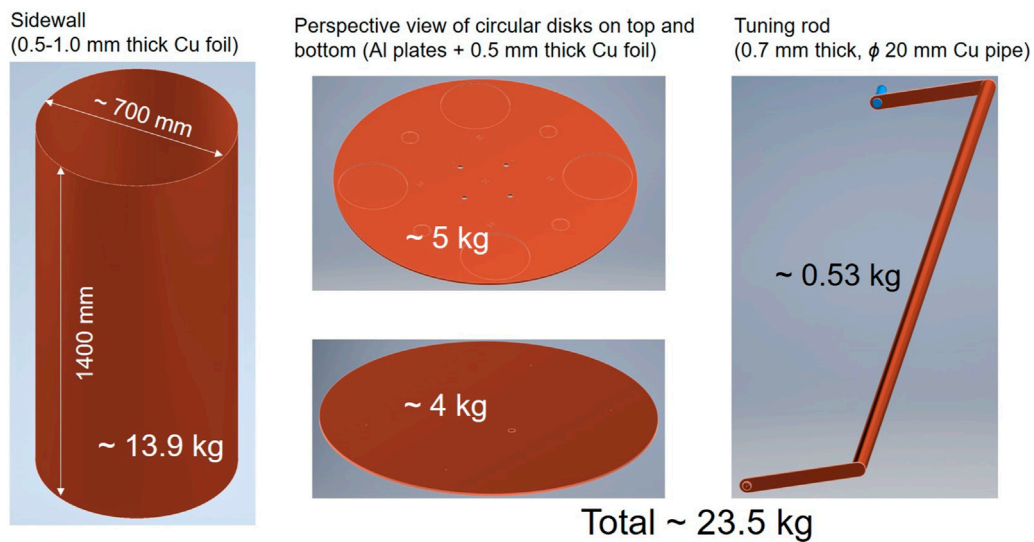 Sidewall
(0.5-1.0 mm thick Cu foil)
~ 700 mm
1400 mm
~ 13.9 kg
Perspective view of circular disks on top and
bottom (Al plates + 0.5 mm thick Cu foil)
~ 5 kg
~ 4 kg
Tuning rod
(0.7 mm thick, ϕ 20 mm Cu pipe)
~ 0.53 kg
Total ~ 23.5 kg